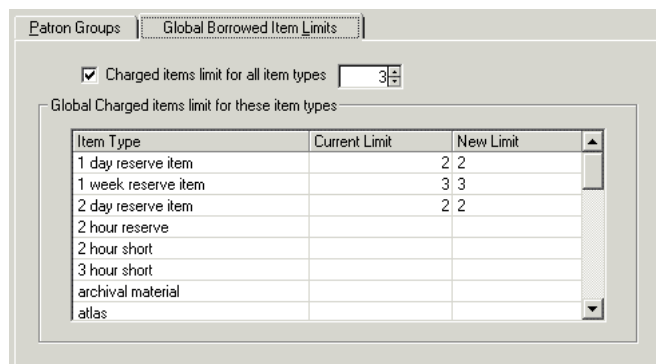 Patron Groups Global Borrowed Item Limits
Charged items limit for all item types 3
Global Charged items limit for these item types
Item Type Current Limit New Limit
1 day reserve item 2 2
1 week reserve item 3 3
2 day reserve item 2 2
2 hour reserve
2 hour short
3 hour short
archival material
atlas